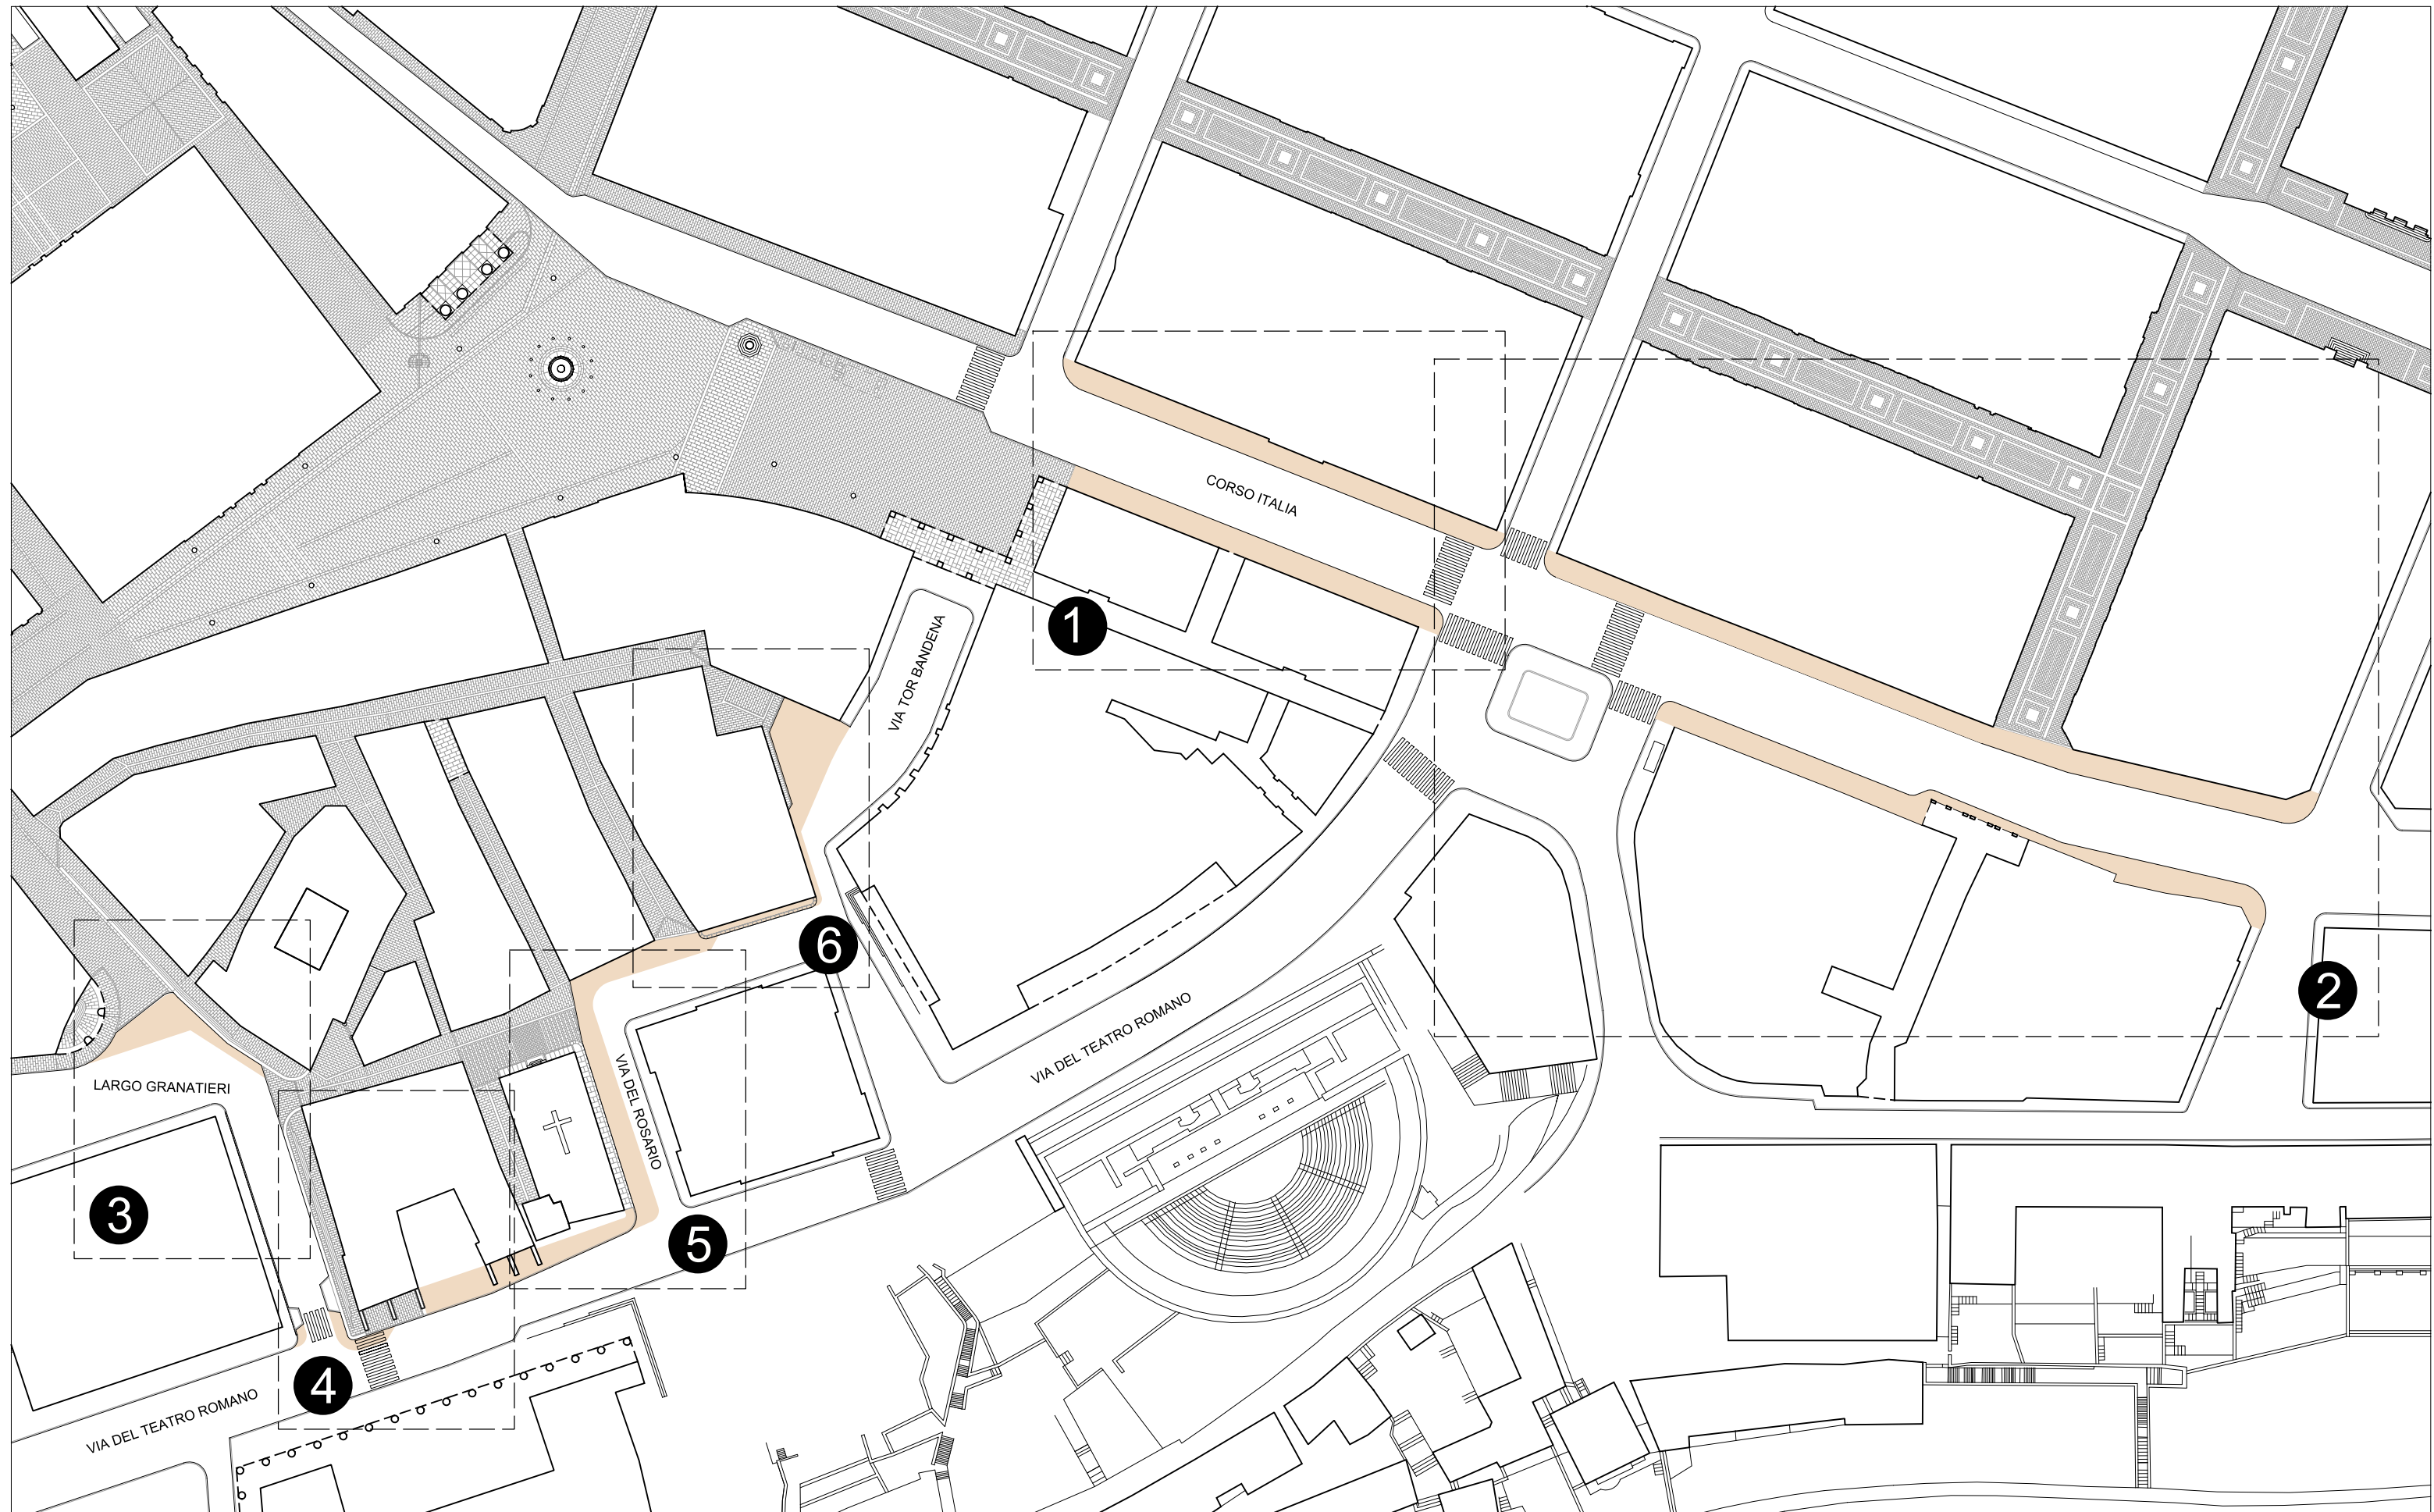 CORSO ITALIA
1
VIA TOR BANDENA
6
2
VIA DEL TEATRO ROMANO
LARGO GRANATIERI
VIA DEL ROSARIO
3
5
4
VIA DEL TEATRO ROMANO